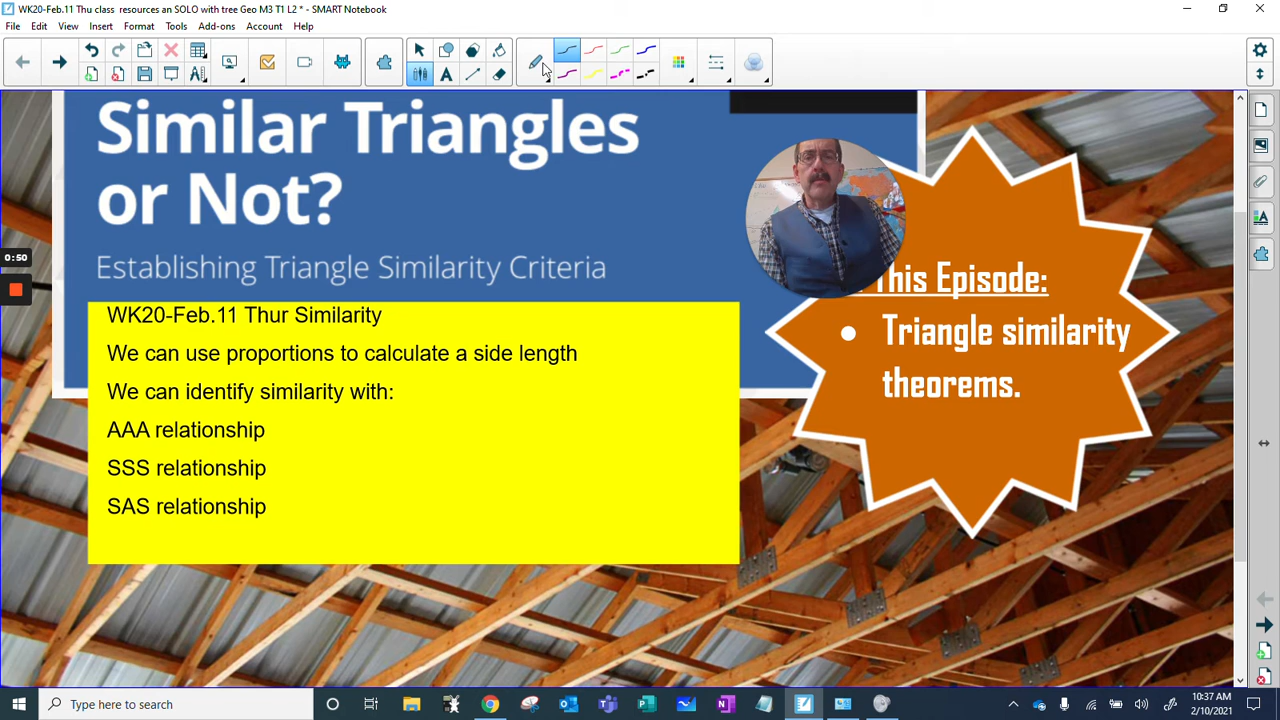 WK20-Feb.11 Thu class resources an SOLO with tree Geo M3 T1 L2 * - SMART Notebook
File Edit View Insert Format Tools Add-ons Account Help
Similar Triangles
or Not?
Establishing Triangle Similarity Criteria
0:50
This Episode:
• Triangle similarity
theorems.
WK20-Feb.11 Thur Similarity
We can use proportions to calculate a side length
We can identify similarity with:
AAA relationship
SSS relationship
SAS relationship
Type here to search
10:37 AM
2/10/2021